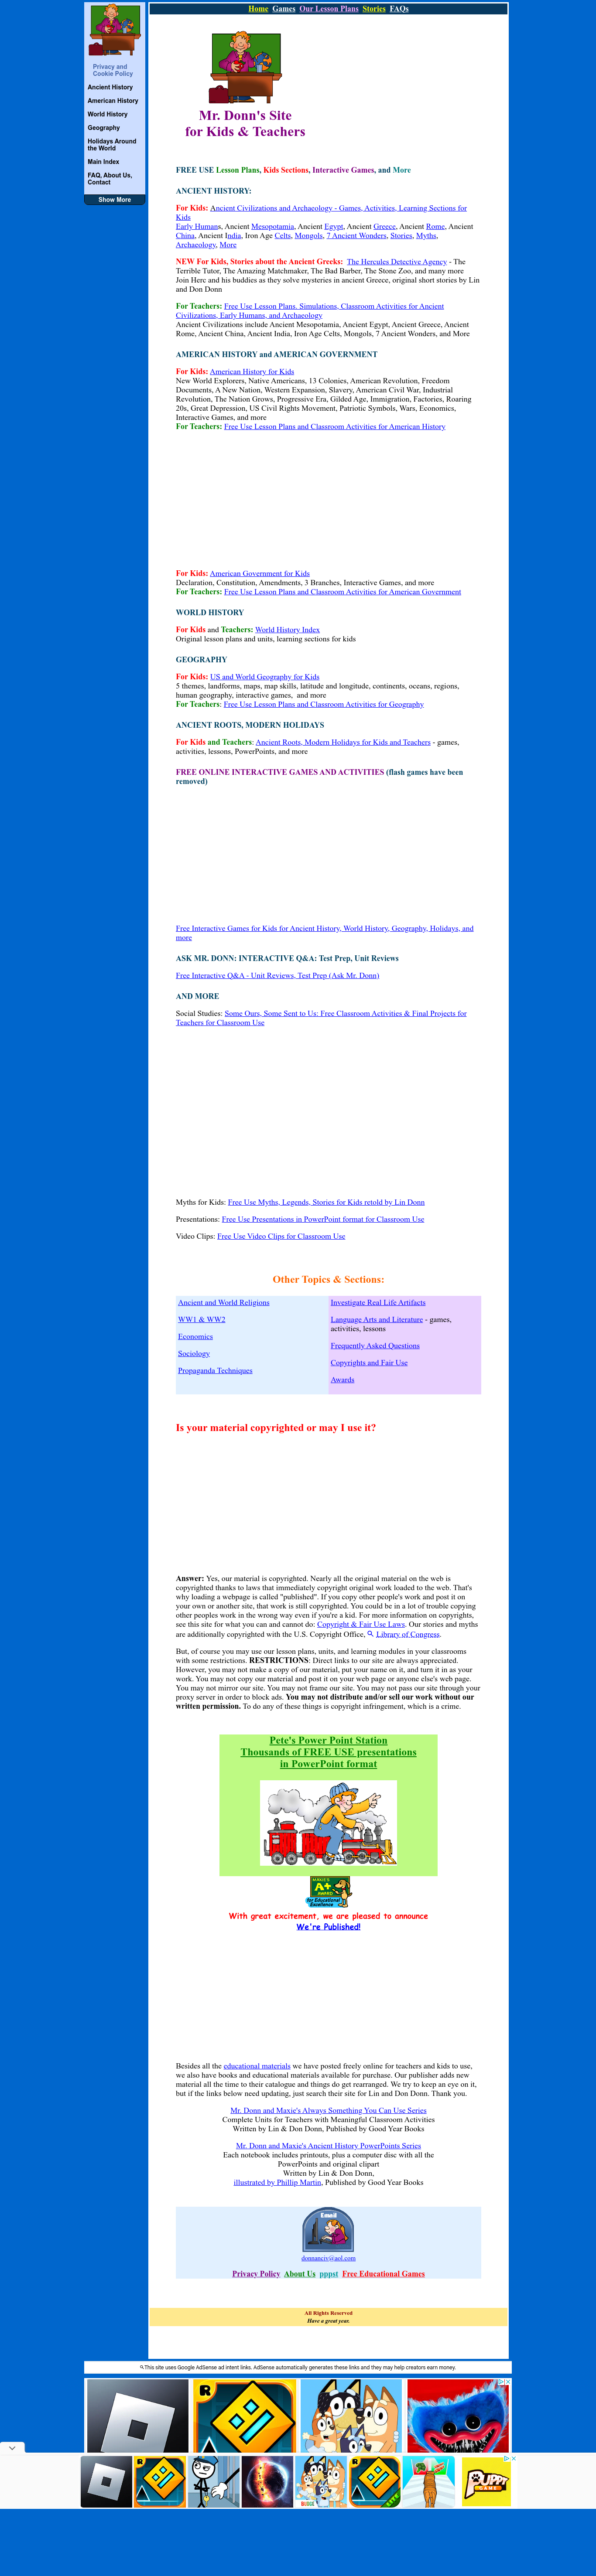 Home Games Our Lesson Plans Stories FAQs
Privacy and
Cookie Policy
Ancient History
American History
World History
Geography
Holidays Around
the World
Main Index
FAQ, About Us,
Contact
Show More
Mr. Donn's Site
for Kids & Teachers
FREE USE Lesson Plans, Kids Sections, Interactive Games, and More
ANCIENT HISTORY:
For Kids: Ancient Civilizations and Archaeology - Games, Activities, Learning Sections for
Kids
Early Humans, Ancient Mesopotamia, Ancient Egypt, Ancient Greece, Ancient Rome, Ancient
China, Ancient India, Iron Age Celts, Mongols, 7 Ancient Wonders, Stories, Myths,
Archaeology, More
NEW For Kids, Stories about the Ancient Greeks: The Hercules Detective Agency - The
Terrible Tutor, The Amazing Matchmaker, The Bad Barber, The Stone Zoo, and many more
Join Herc and his buddies as they solve mysteries in ancient Greece, original short stories by Lin
and Don Donn
For Teachers: Free Use Lesson Plans. Simulations, Classroom Activities for Ancient
Civilizations, Early Humans, and Archaeology
Ancient Civilizations include Ancient Mesopotamia, Ancient Egypt, Ancient Greece, Ancient
Rome, Ancient China, Ancient India, Iron Age Celts, Mongols, 7 Ancient Wonders, and More
AMERICAN HISTORY and AMERICAN GOVERNMENT
For Kids: American History for Kids
New World Explorers, Native Americans, 13 Colonies, American Revolution, Freedom
Documents, A New Nation, Western Expansion, Slavery, American Civil War, Industrial
Revolution, The Nation Grows, Progressive Era, Gilded Age, Immigration, Factories, Roaring
20s, Great Depression, US Civil Rights Movement, Patriotic Symbols, Wars, Economics,
Interactive Games, and more
For Teachers: Free Use Lesson Plans and Classroom Activities for American History
For Kids: American Government for Kids
Declaration, Constitution, Amendments, 3 Branches, Interactive Games, and more
For Teachers: Free Use Lesson Plans and Classroom Activities for American Government
WORLD HISTORY
For Kids and Teachers: World History Index
Original lesson plans and units, learning sections for kids
GEOGRAPHY
For Kids: US and World Geography for Kids
5 themes, landforms, maps, map skills, latitude and longitude, continents, oceans, regions,
human geography, interactive games, and more
For Teachers: Free Use Lesson Plans and Classroom Activities for Geography
ANCIENT ROOTS, MODERN HOLIDAYS
For Kids and Teachers: Ancient Roots, Modern Holidays for Kids and Teachers - games,
activities, lessons, PowerPoints, and more
FREE ONLINE INTERACTIVE GAMES AND ACTIVITIES (flash games have been
removed)
Free Interactive Games for Kids for Ancient History, World History, Geography, Holidays, and
more
ASK MR. DONN: INTERACTIVE Q&A: Test Prep, Unit Reviews
Free Interactive Q&A - Unit Reviews, Test Prep (Ask Mr. Donn)
AND MORE
Social Studies: Some Ours, Some Sent to Us: Free Classroom Activities & Final Projects for
Teachers for Classroom Use
Myths for Kids: Free Use Myths, Legends, Stories for Kids retold by Lin Donn
Presentations: Free Use Presentations in PowerPoint format for Classroom Use
Video Clips: Free Use Video Clips for Classroom Use
Other Topics & Sections:
Ancient and World Religions
WW1 & WW2
Economics
Sociology
Propaganda Techniques
Investigate Real Life Artifacts
Language Arts and Literature - games,
activities, lessons
Frequently Asked Questions
Copyrights and Fair Use
Awards
Is your material copyrighted or may I use it?
Answer: Yes, our material is copyrighted. Nearly all the original material on the web is
copyrighted thanks to laws that immediately copyright original work loaded to the web. That's
why loading a webpage is called "published". If you copy other people's work and post it on
your own or another site, that work is still copyrighted. You could be in a lot of trouble copying
other peoples work in the wrong way even if you're a kid. For more information on copyrights,
see this site for what you can and cannot do: Copyright & Fair Use Laws. Our stories and myths
are additionally copyrighted with the U.S. Copyright Office, Library of Congress.
But, of course you may use our lesson plans, units, and learning modules in your classrooms
with some restrictions. RESTRICTIONS: Direct links to our site are always appreciated.
However, you may not make a copy of our material, put your name on it, and turn it in as your
work. You may not copy our material and post it on your web page or anyone else's web page.
You may not mirror our site. You may not frame our site. You may not pass our site through your
proxy server in order to block ads. You may not distribute and/or sell our work without our
written permission. To do any of these things is copyright infringement, which is a crime.
Pete's Power Point Station
Thousands of FREE USE presentations
in PowerPoint format
MAXIE'S
A+
AWARD
for Educational
Excellence
With great excitement, we are pleased to announce
We're Published!
Besides all the educational materials we have posted freely online for teachers and kids to use,
we also have books and educational materials available for purchase. Our publisher adds new
material all the time to their catalogue and things do get rearranged. We try to keep an eye on it,
but if the links below need updating, just search their site for Lin and Don Donn. Thank you.
Mr. Donn and Maxie's Always Something You Can Use Series
Complete Units for Teachers with Meaningful Classroom Activities
Written by Lin & Don Donn, Published by Good Year Books
Mr. Donn and Maxie's Ancient History PowerPoints Series
Each notebook includes printouts, plus a computer disc with all the
PowerPoints and original clipart
Written by Lin & Don Donn,
illustrated by Phillip Martin, Published by Good Year Books
Email
donnanciv@aol.com
Privacy Policy About Us pppst Free Educational Games
All Rights Reserved
Have a great year.
This site uses Google AdSense ad intent links. AdSense automatically generates these links and they may help creators earn money.
R
BUDGE
LITE
PUPPY
GAME